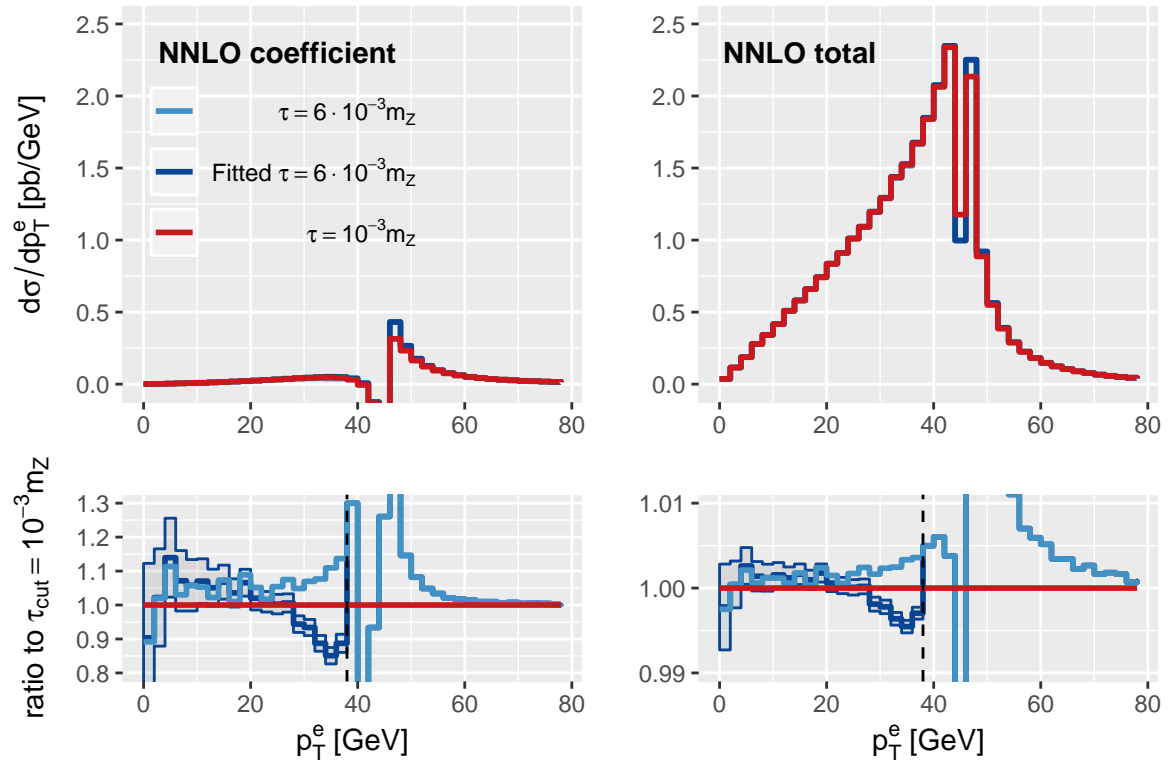 NNLO coefficient
τ = 6 · 10⁻³m_Z
Fitted τ = 6 · 10⁻³m_Z
τ = 10⁻³m_Z
dσ/dp_T^e [pb/GeV]
2.5
2.0
1.5
1.0
0.5
0.0
0 20 40 60 80
NNLO total
2.5
2.0
1.5
1.0
0.5
0.0
0 20 40 60 80
ratio to τ_cut = 10⁻³m_Z
1.3
1.2
1.1
1.0
0.9
0.8
0 20 40 60 80
p_T^e [GeV]
1.01
1.00
0.99
0 20 40 60 80
p_T^e [GeV]